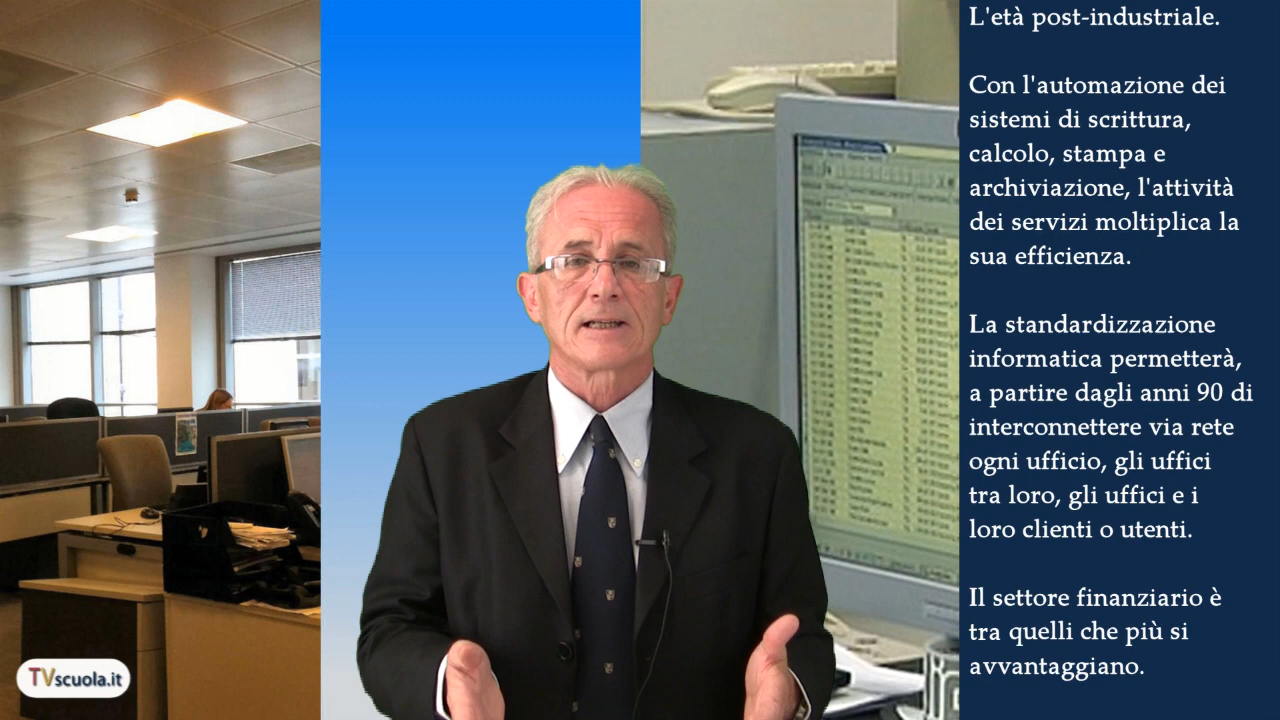 L'età post-industriale.
Con l'automazione dei
sistemi di scrittura,
calcolo, stampa e
archiviazione, l'attività
dei servizi moltiplica la
sua efficienza.
La standardizzazione
informatica permetterà,
a partire dagli anni 90 di
interconnettere via rete
ogni ufficio, gli uffici
tra loro, gli uffici e i
loro clienti o utenti.
Il settore finanziario è
tra quelli che più si
avvantaggiano.
TVscuola.it